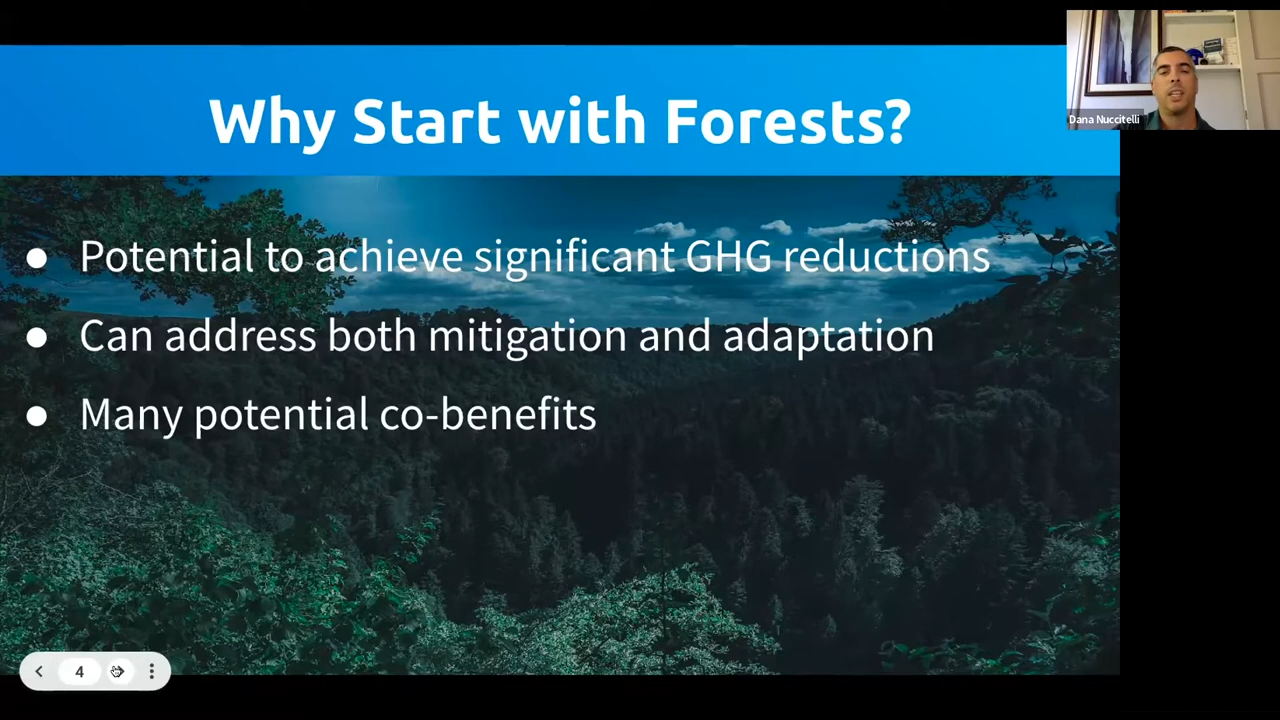 Why Start with Forests?
Dana Nuccitelli
● Potential to achieve significant GHG reductions
● Can address both mitigation and adaptation
● Many potential co-benefits
4